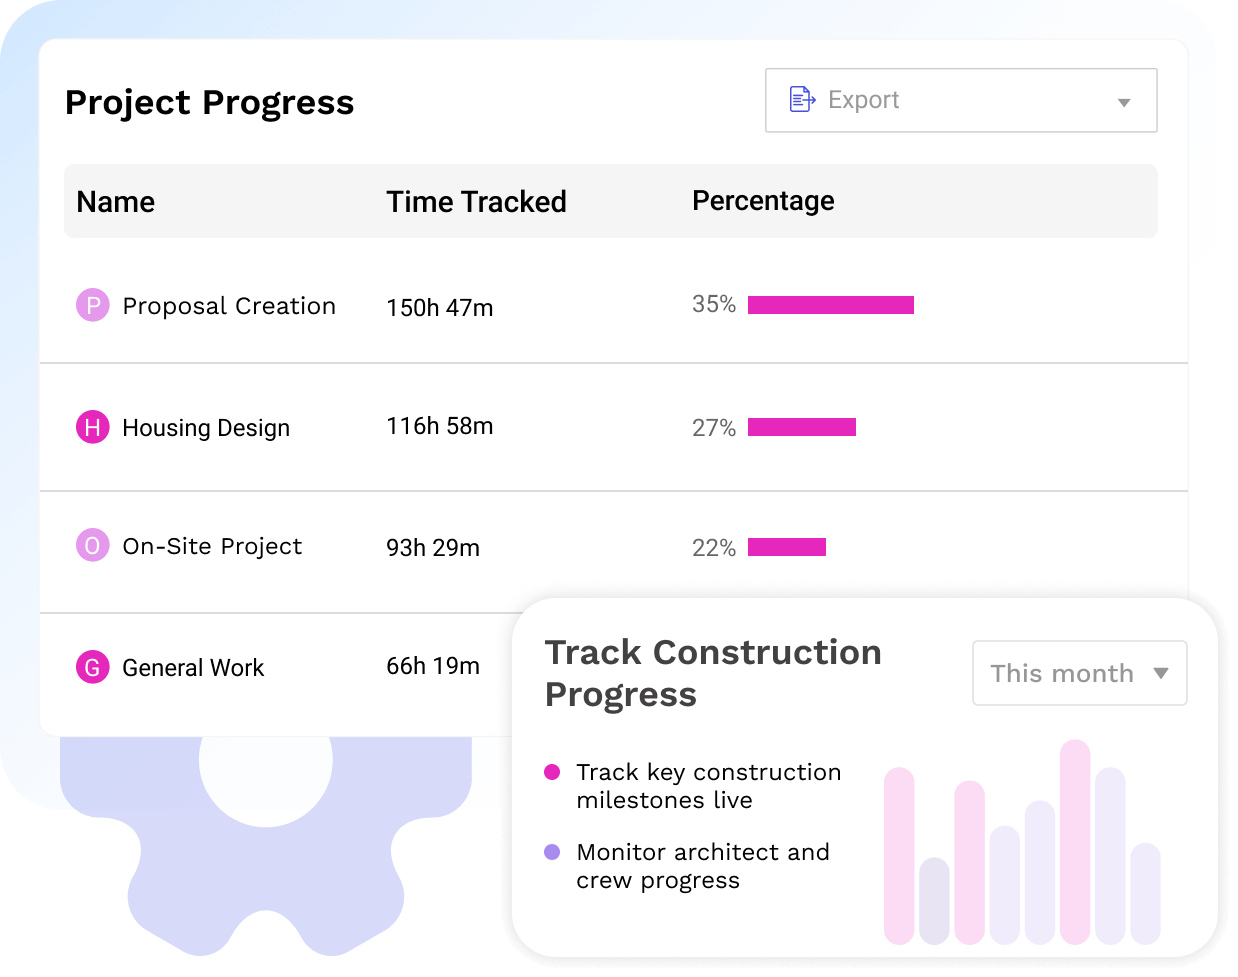 Project Progress
Export
Name Time Tracked Percentage
P Proposal Creation 150h 47m 35%
H Housing Design 116h 58m 27%
O On-Site Project 93h 29m 22%
G General Work 66h 19m
Track Construction
Progress
This month
Track key construction
milestones live
Monitor architect and
crew progress